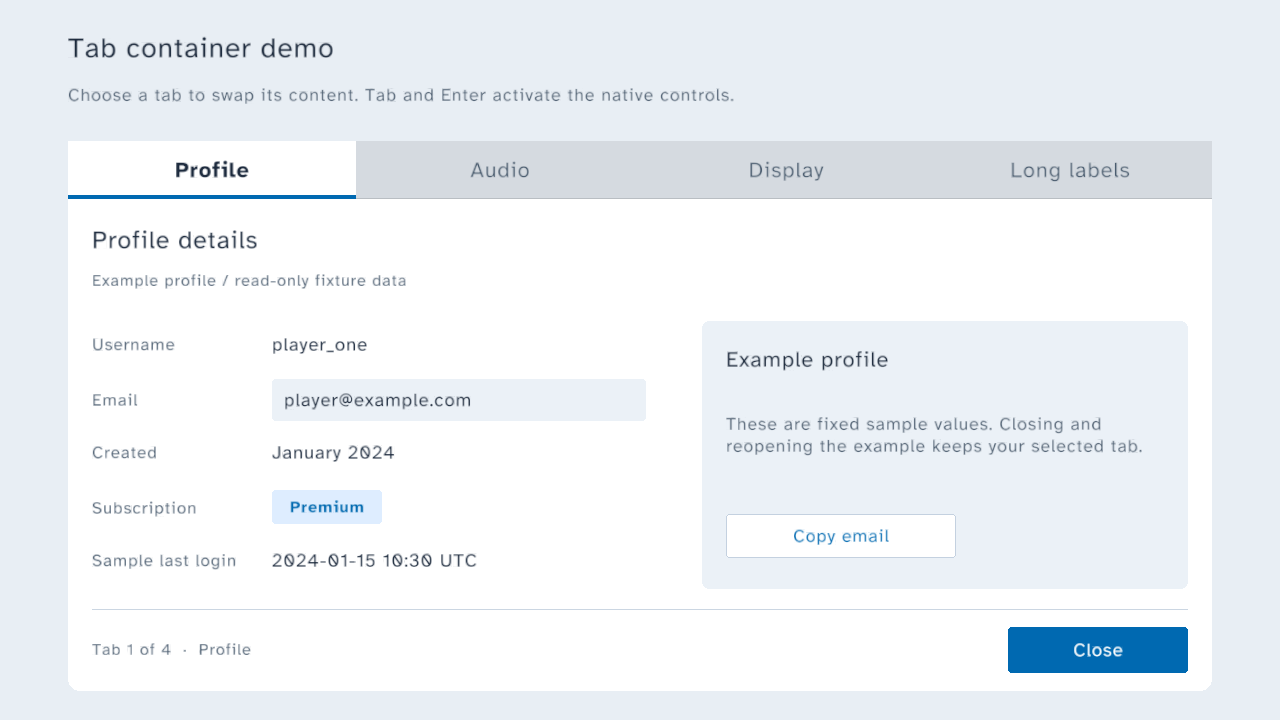 Tab container demo
Choose a tab to swap its content. Tab and Enter activate the native controls.
Profile
Audio
Display
Long labels
Profile details
Example profile / read-only fixture data
Username
player_one
Email
player@example.com
Created
January 2024
Subscription
Premium
Sample last login
2024-01-15 10:30 UTC
Example profile
These are fixed sample values. Closing and
reopening the example keeps your selected tab.
Copy email
Tab 1 of 4 · Profile
Close